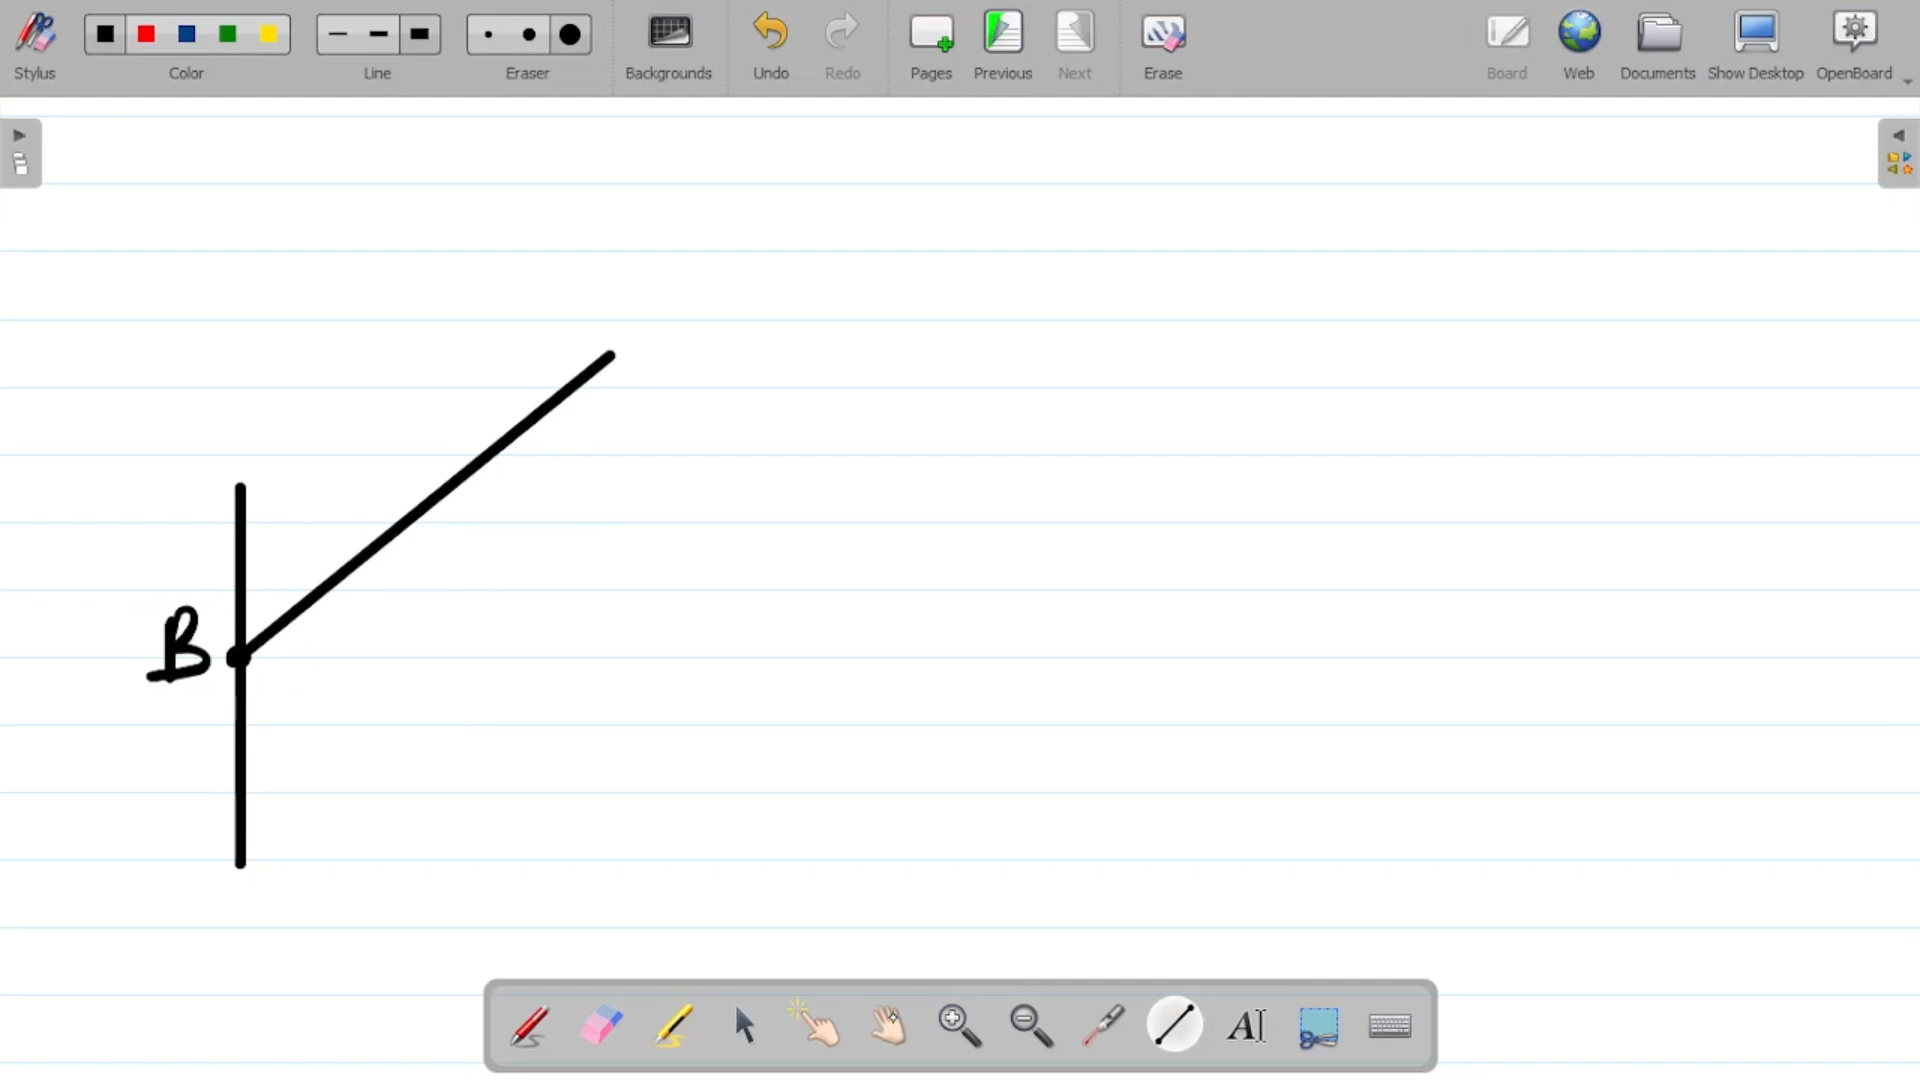 Stylus Color Line Eraser Backgrounds Undo Redo Pages Previous Next Erase Board Web Documents Show Desktop OpenBoard
B
A